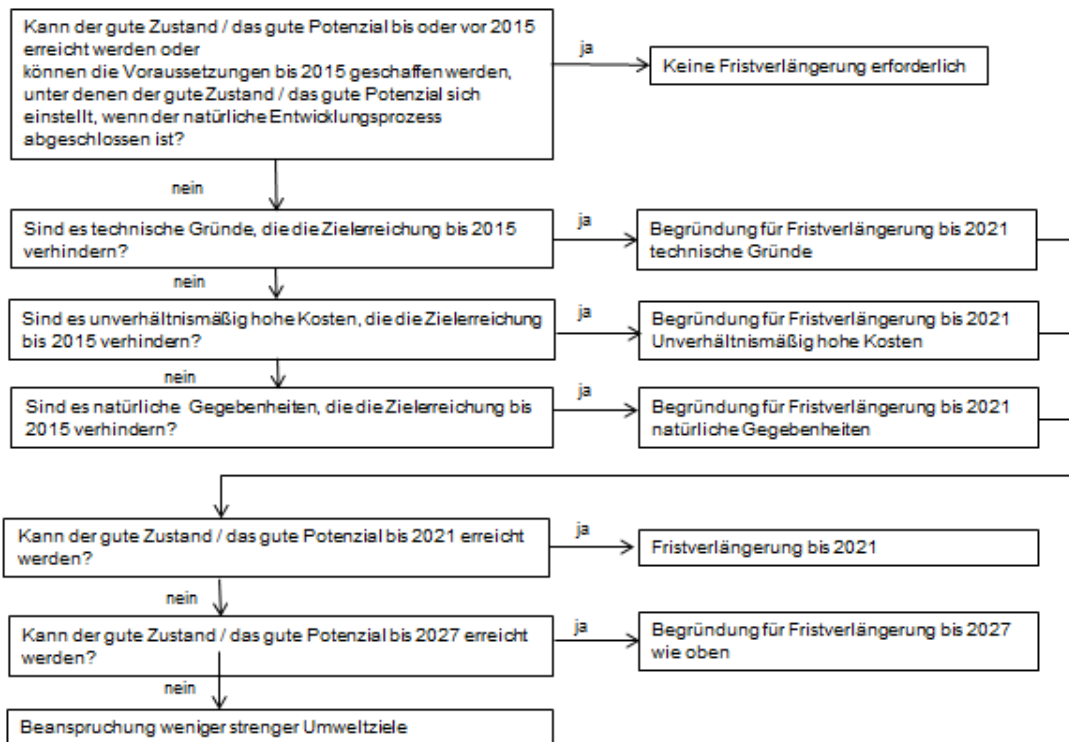 Kann der gute Zustand / das gute Potenzial bis oder vor 2015
erreicht werden oder
können die Voraussetzungen bis 2015 geschaffen werden,
unter denen der gute Zustand / das gute Potenzial sich
einstellt, wenn der natürliche Entwicklungsprozess
abgeschlossen ist?
ja
Keine Fristverlängerung erforderlich
nein
Sind es technische Gründe, die die Zielerreichung bis 2015
verhindern?
ja
Begründung für Fristverlängerung bis 2021
technische Gründe
nein
Sind es unverhältnismäßig hohe Kosten, die die Zielerreichung
bis 2015 verhindern?
ja
Begründung für Fristverlängerung bis 2021
Unverhältnismäßig hohe Kosten
nein
Sind es natürliche Gegebenheiten, die die Zielerreichung bis
2015 verhindern?
ja
Begründung für Fristverlängerung bis 2021
natürliche Gegebenheiten
Kann der gute Zustand / das gute Potenzial bis 2021 erreicht
werden?
ja
Fristverlängerung bis 2021
nein
Kann der gute Zustand / das gute Potenzial bis 2027 erreicht
werden?
ja
Begründung für Fristverlängerung bis 2027
wie oben
nein
Beanspruchung weniger strenger Umweltziele